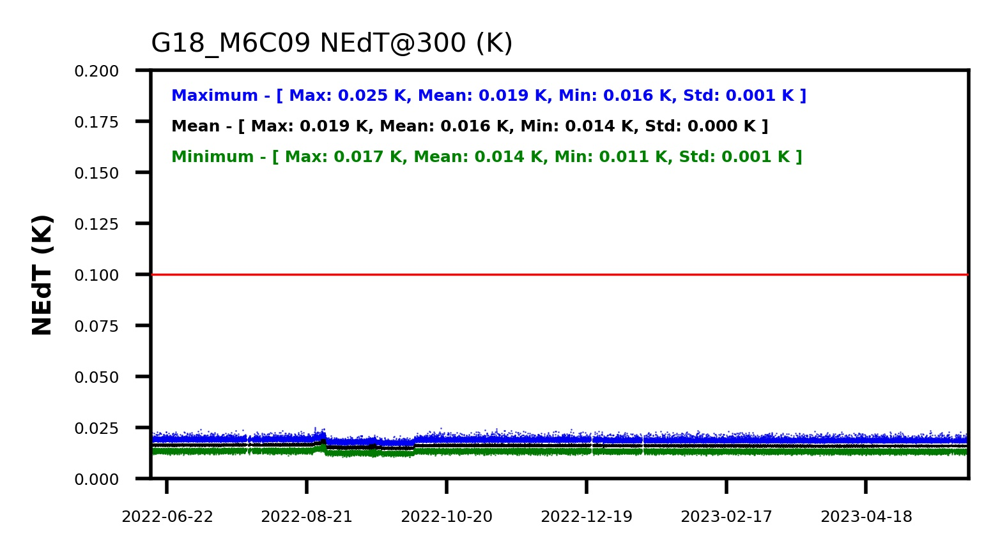 G18_M6C09 NEdT@300 (K)
0.200
Maximum - [ Max: 0.025 K, Mean: 0.019 K, Min: 0.016 K, Std: 0.001 K ]
0.175
Mean - [ Max: 0.019 K, Mean: 0.016 K, Min: 0.014 K, Std: 0.000 K ]
Minimum - [ Max: 0.017 K, Mean: 0.014 K, Min: 0.011 K, Std: 0.001 K ]
0.150
0.125
NEdT (K)
0.100
0.075
0.050
0.025
0.000
2022-06-22 2022-08-21 2022-10-20 2022-12-19 2023-02-17 2023-04-18